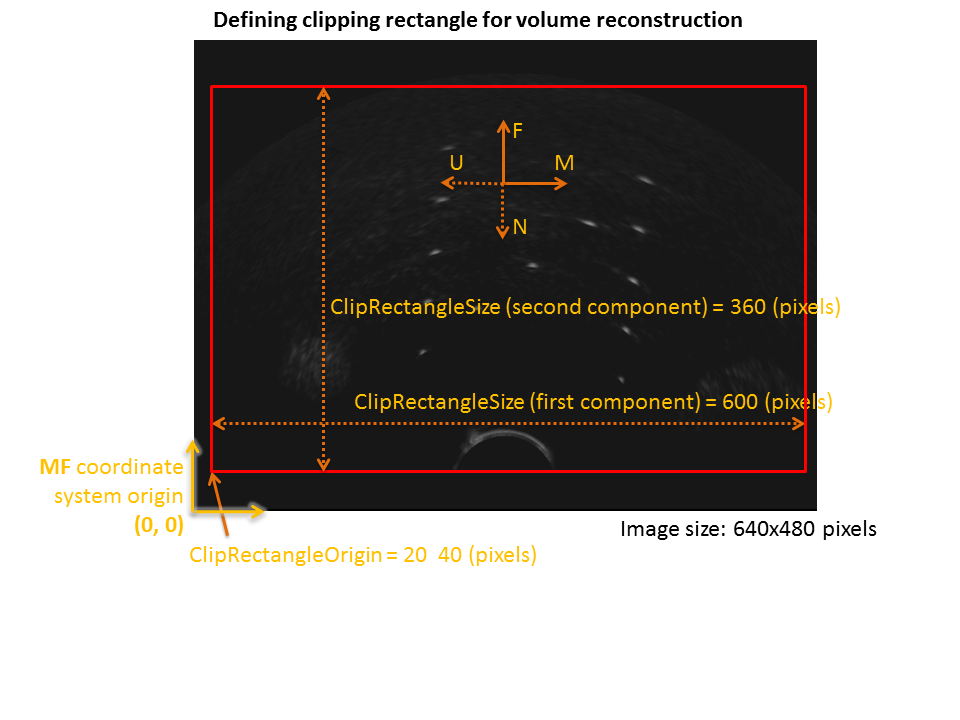 Defining clipping rectangle for volume reconstruction
F
U
M
N
ClipRectangleSize (second component) = 360 (pixels)
ClipRectangleSize (first component) = 600 (pixels)
MF coordinate
system origin
(0, 0)
Image size: 640x480 pixels
ClipRectangleOrigin = 20  40 (pixels)